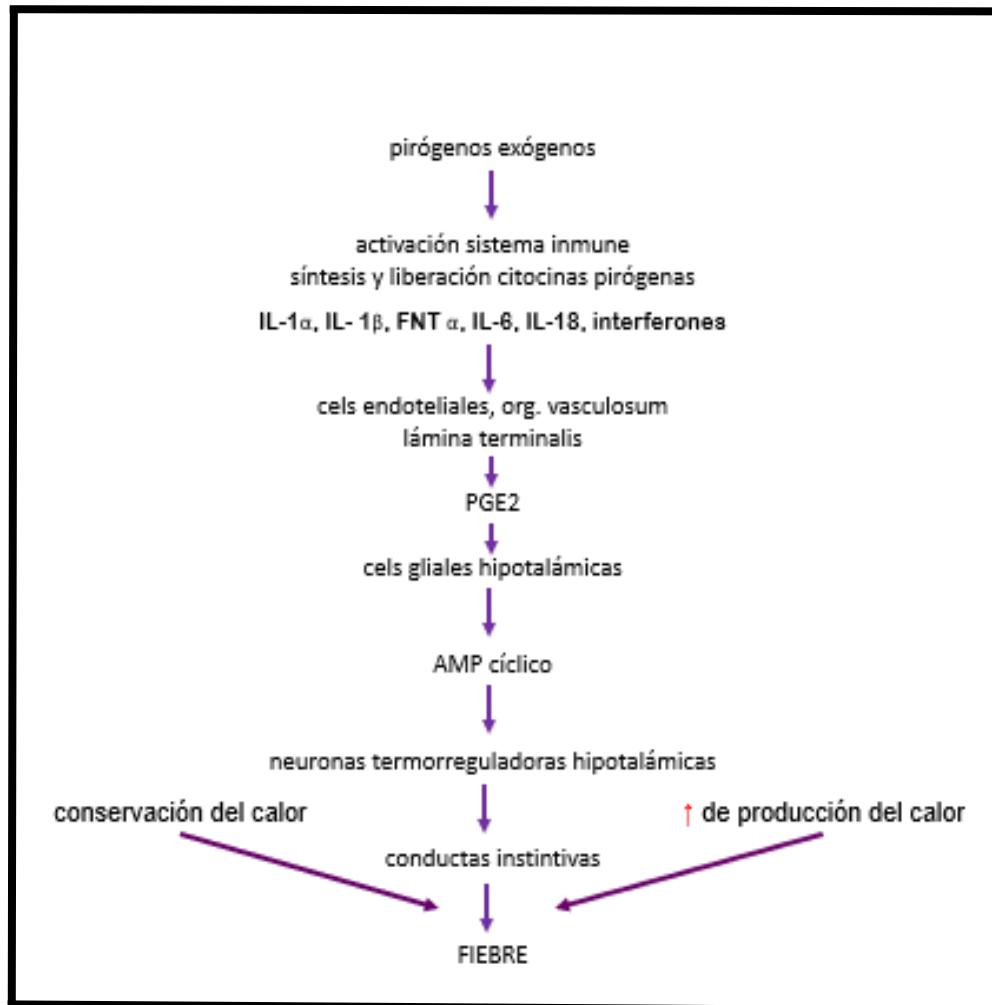 pirógenos exógenos
activación sistema inmune
síntesis y liberación citocinas pirógenas
IL-1α, IL- 1β, FNT α, IL-6, IL-18, interferones
cels endoteliales, org. vasculosum
lámina terminalis
PGE2
cels gliales hipotalámicas
AMP cíclico
neuronas termorreguladoras hipotalámicas
conservación del calor
↑ de producción del calor
conductas instintivas
FIEBRE